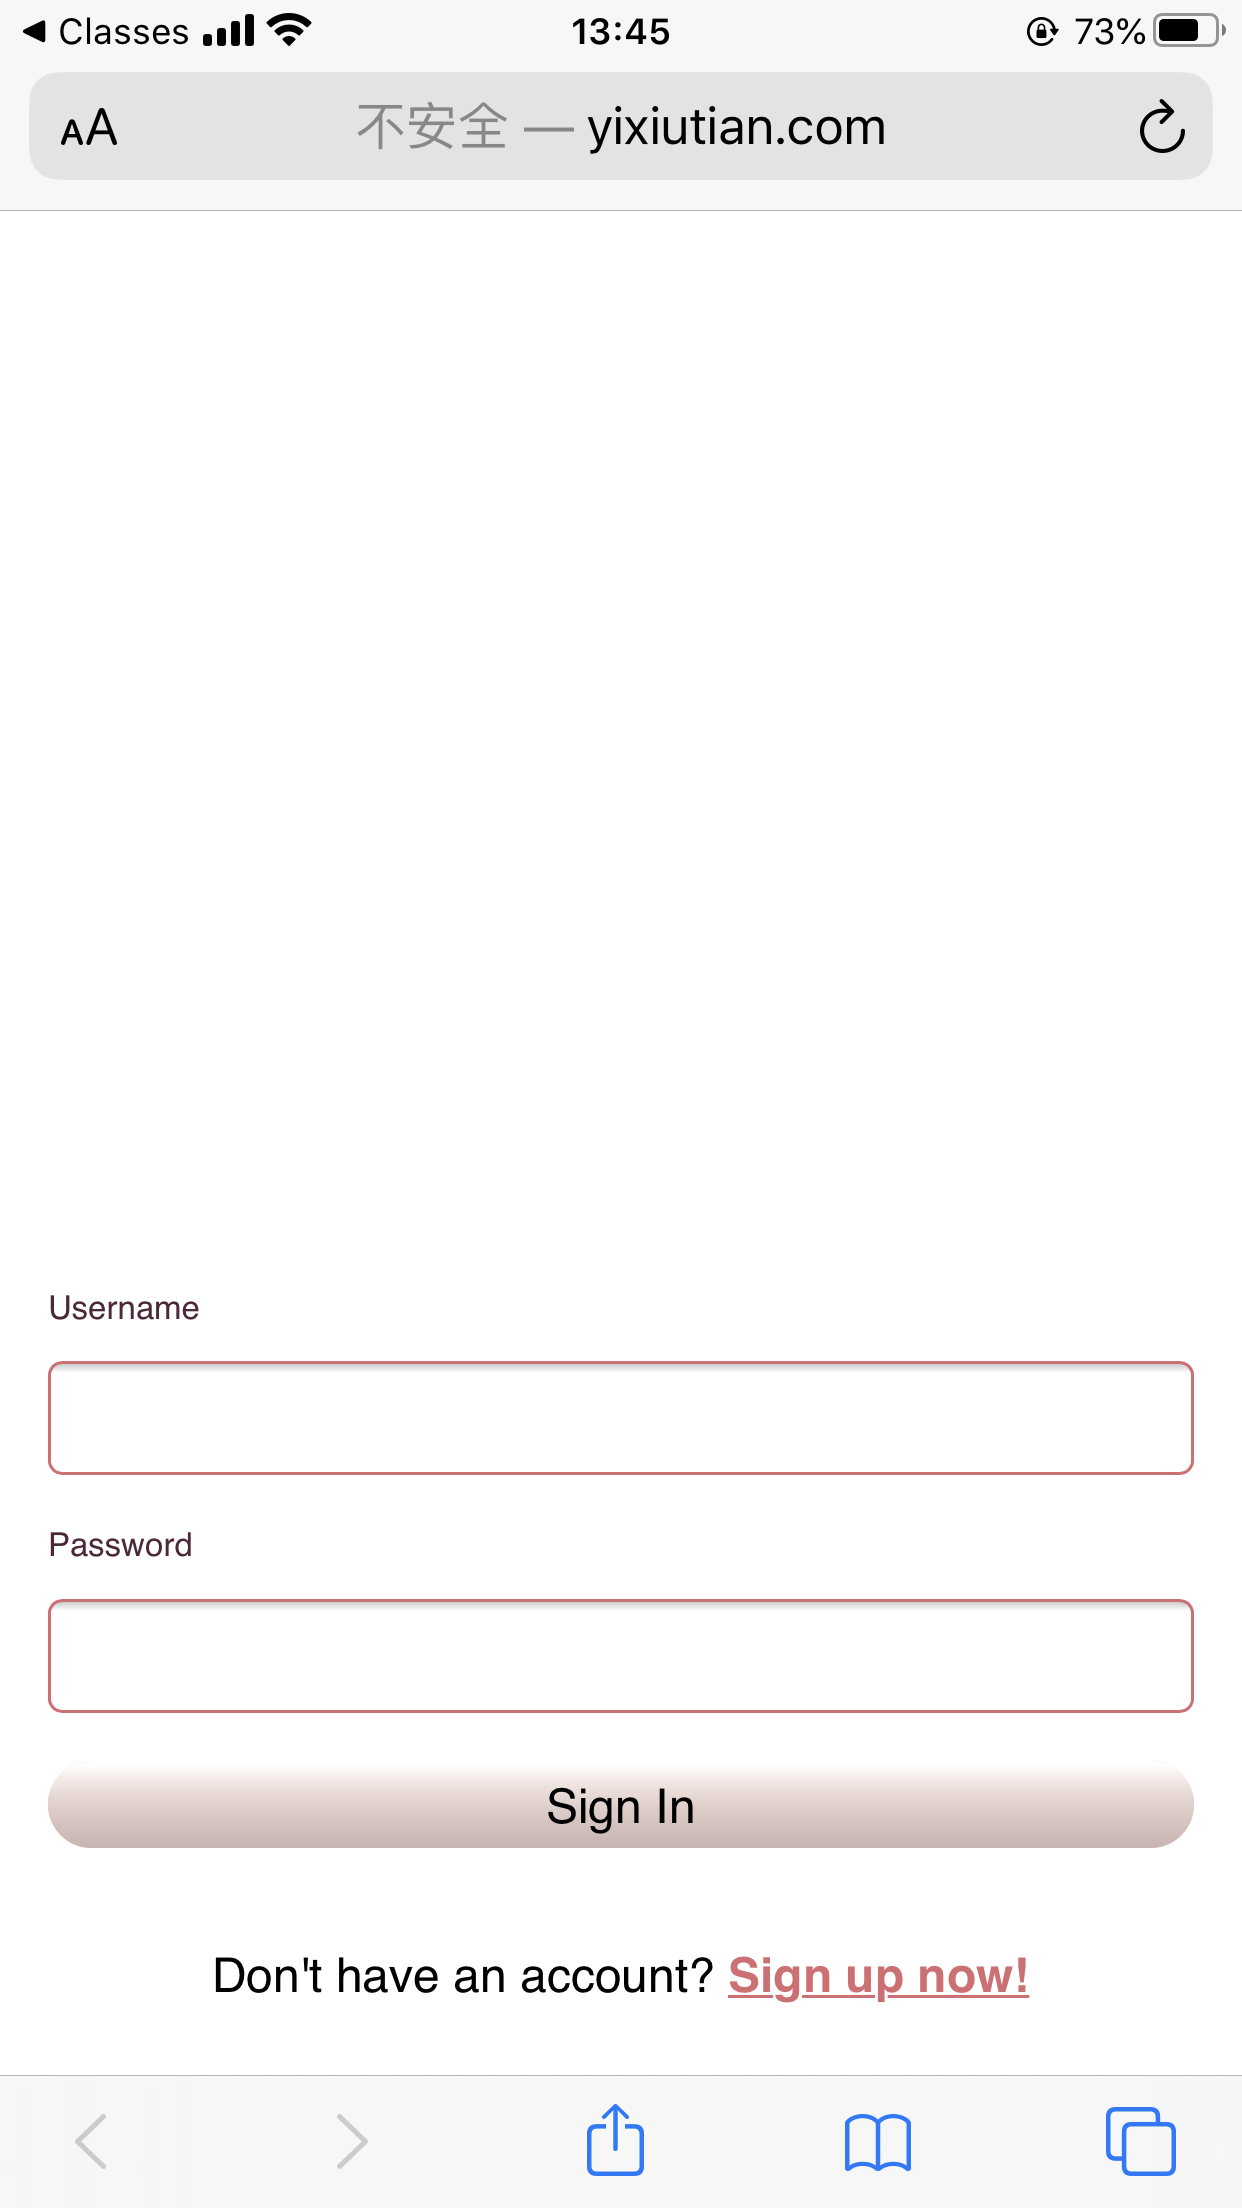 Classes 13:45 73%
AA 不安全 — yixiutian.com
Username
Password
Sign In
Don't have an account? Sign up now!